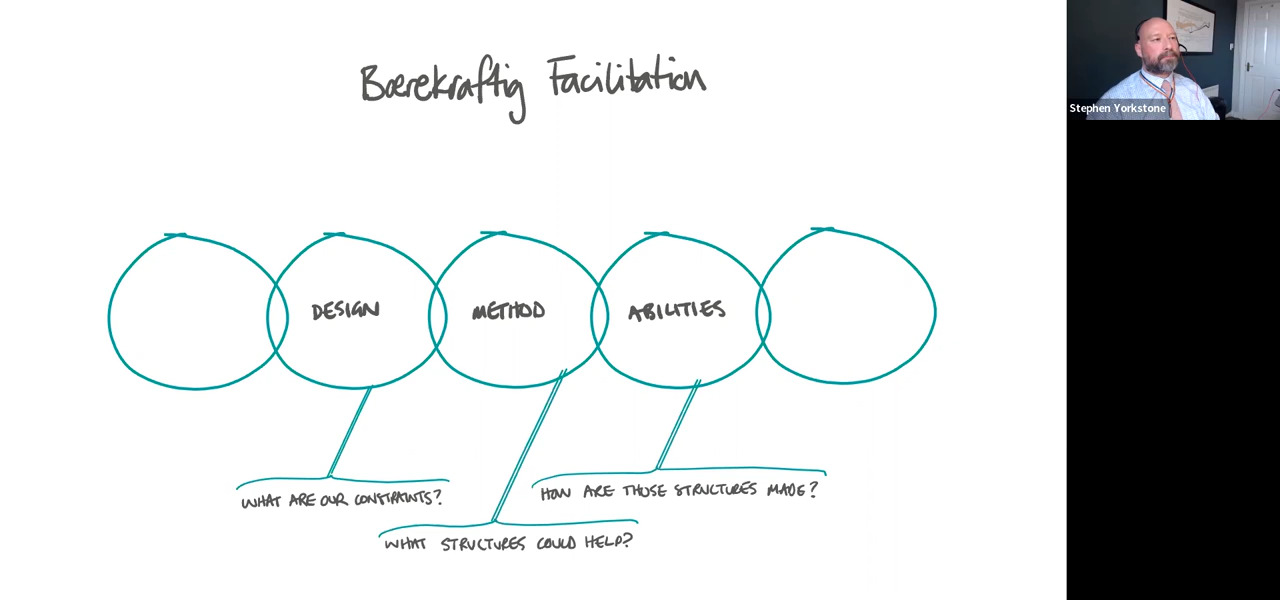 Bærekraftig Facilitation
Stephen Yorkstone
DESIGN
METHOD
ABILITIES
WHAT ARE OUR CONSTRAINTS?
HOW ARE THOSE STRUCTURES MADE?
WHAT STRUCTURES COULD HELP?